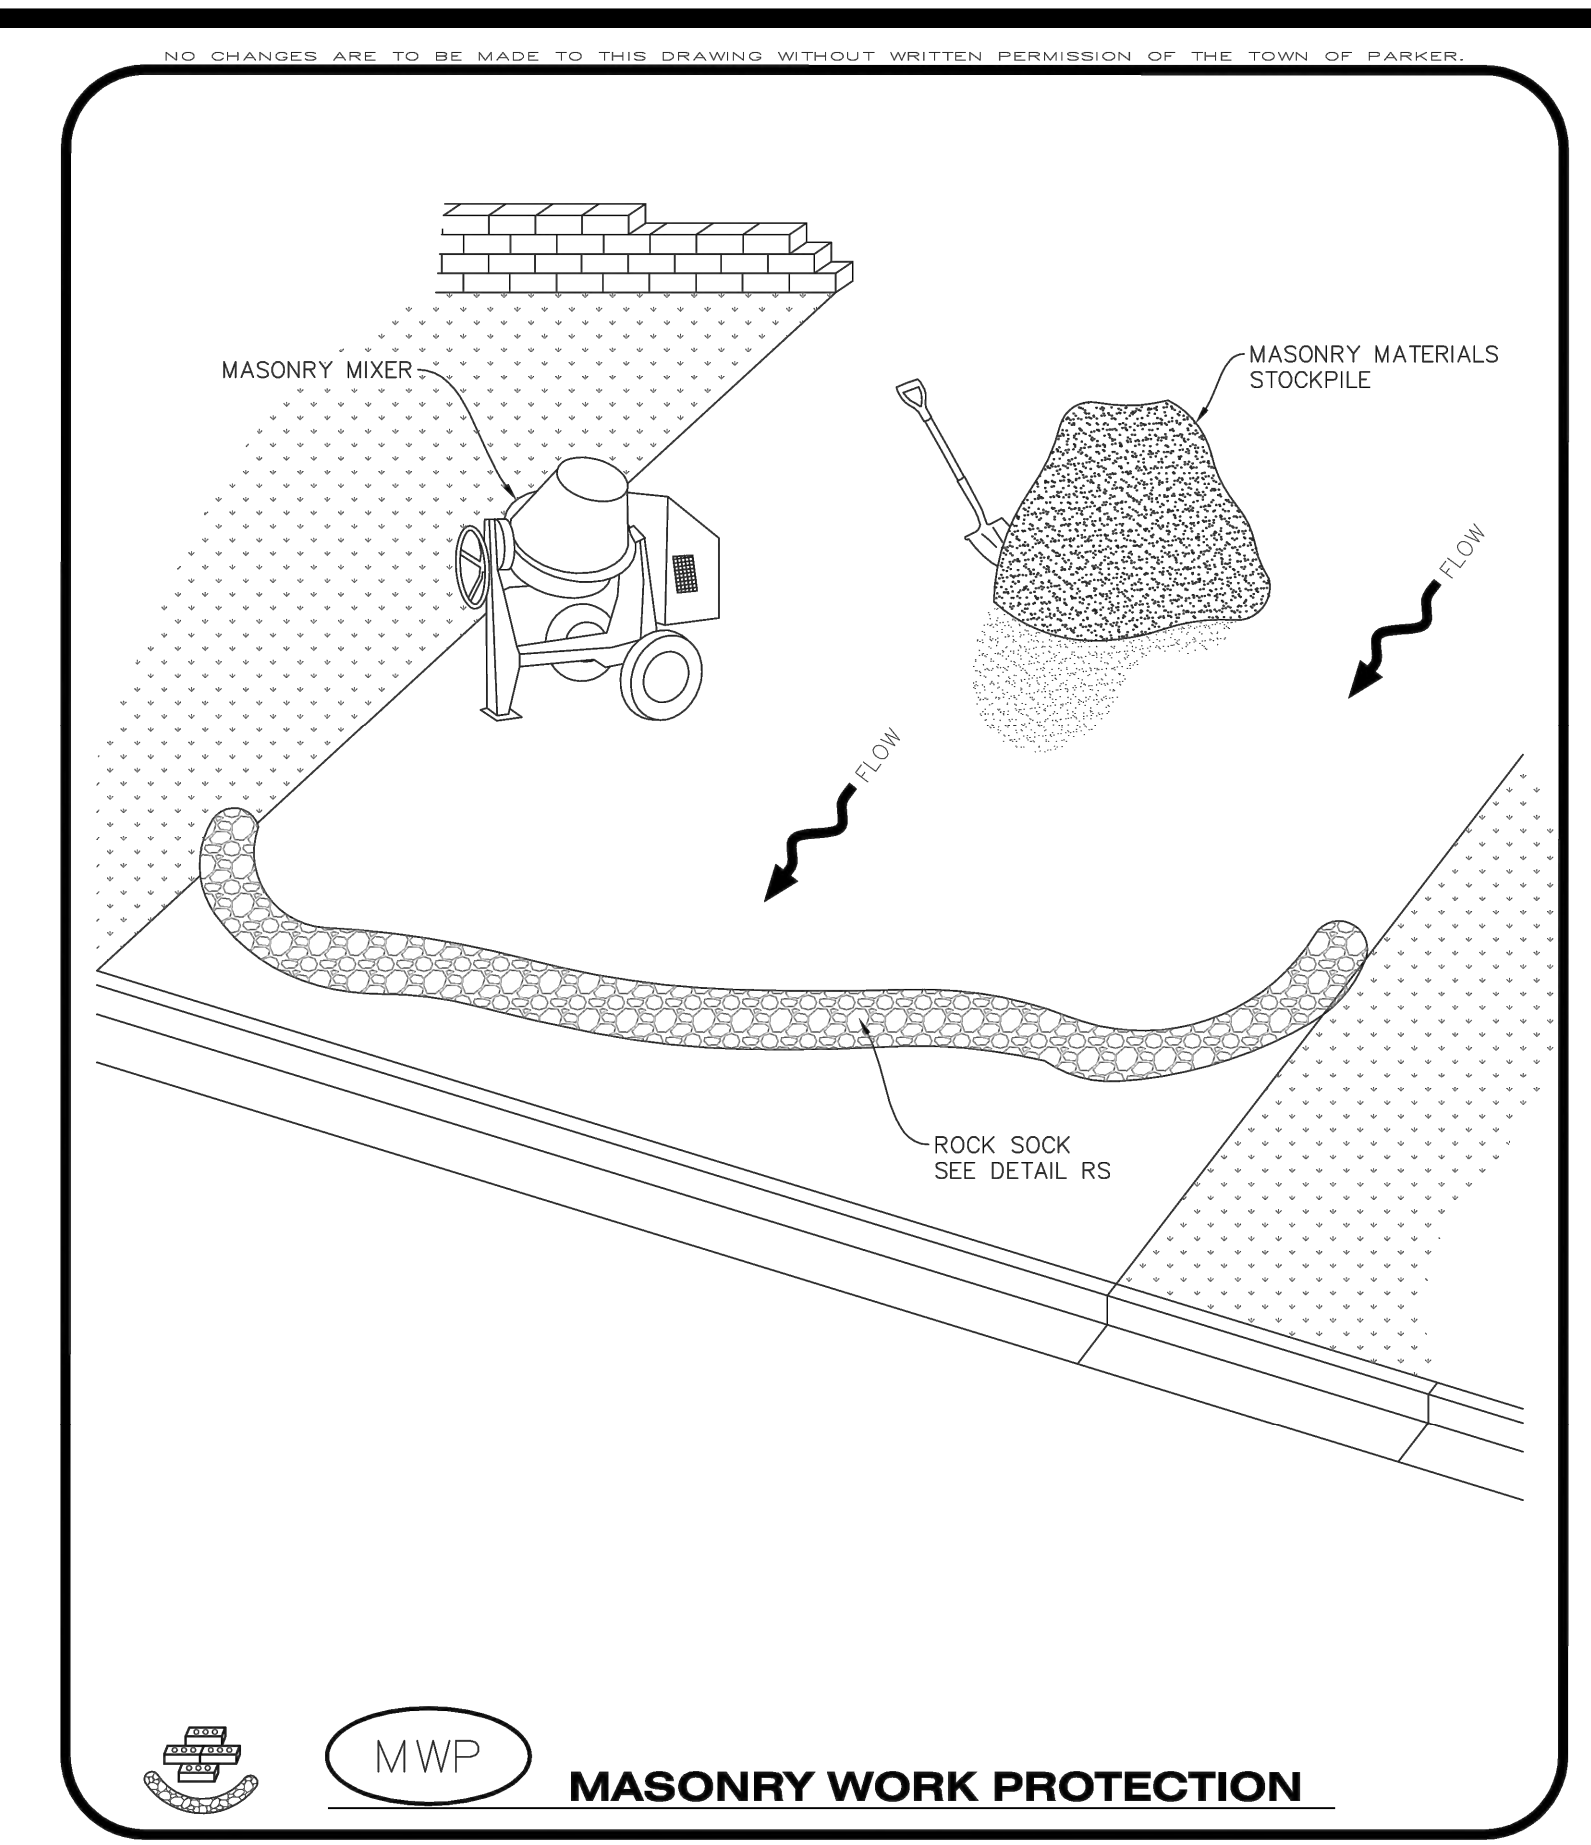 NO CHANGES ARE TO BE MADE TO THIS DRAWING WITHOUT WRITTEN PERMISSION OF THE TOWN OF PARKER.
MASONRY MIXER
MASONRY MATERIALS
STOCKPILE
FLOW
FLOW
ROCK SOCK
SEE DETAIL RS
MWP
MASONRY WORK PROTECTION